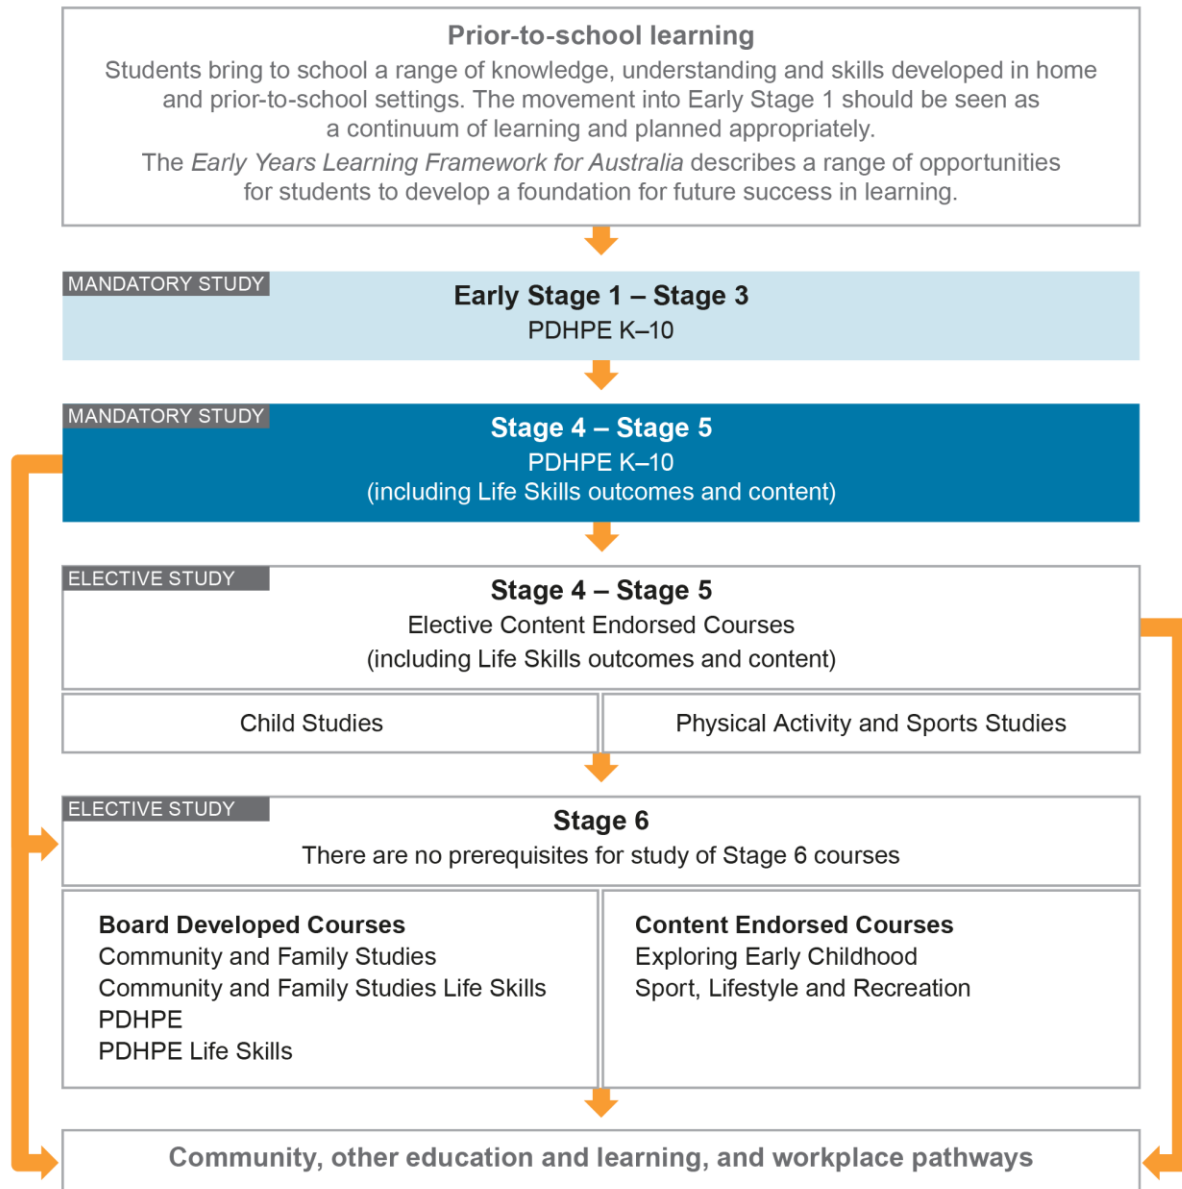 Prior-to-school learning
Students bring to school a range of knowledge, understanding and skills developed in home
and prior-to-school settings. The movement into Early Stage 1 should be seen as
a continuum of learning and planned appropriately.
The Early Years Learning Framework for Australia describes a range of opportunities
for students to develop a foundation for future success in learning.
MANDATORY STUDY
Early Stage 1 – Stage 3
PDHPE K–10
MANDATORY STUDY
Stage 4 – Stage 5
PDHPE K–10
(including Life Skills outcomes and content)
ELECTIVE STUDY
Stage 4 – Stage 5
Elective Content Endorsed Courses
(including Life Skills outcomes and content)
Child Studies
Physical Activity and Sports Studies
ELECTIVE STUDY
Stage 6
There are no prerequisites for study of Stage 6 courses
Board Developed Courses
Community and Family Studies
Community and Family Studies Life Skills
PDHPE
PDHPE Life Skills
Content Endorsed Courses
Exploring Early Childhood
Sport, Lifestyle and Recreation
Community, other education and learning, and workplace pathways